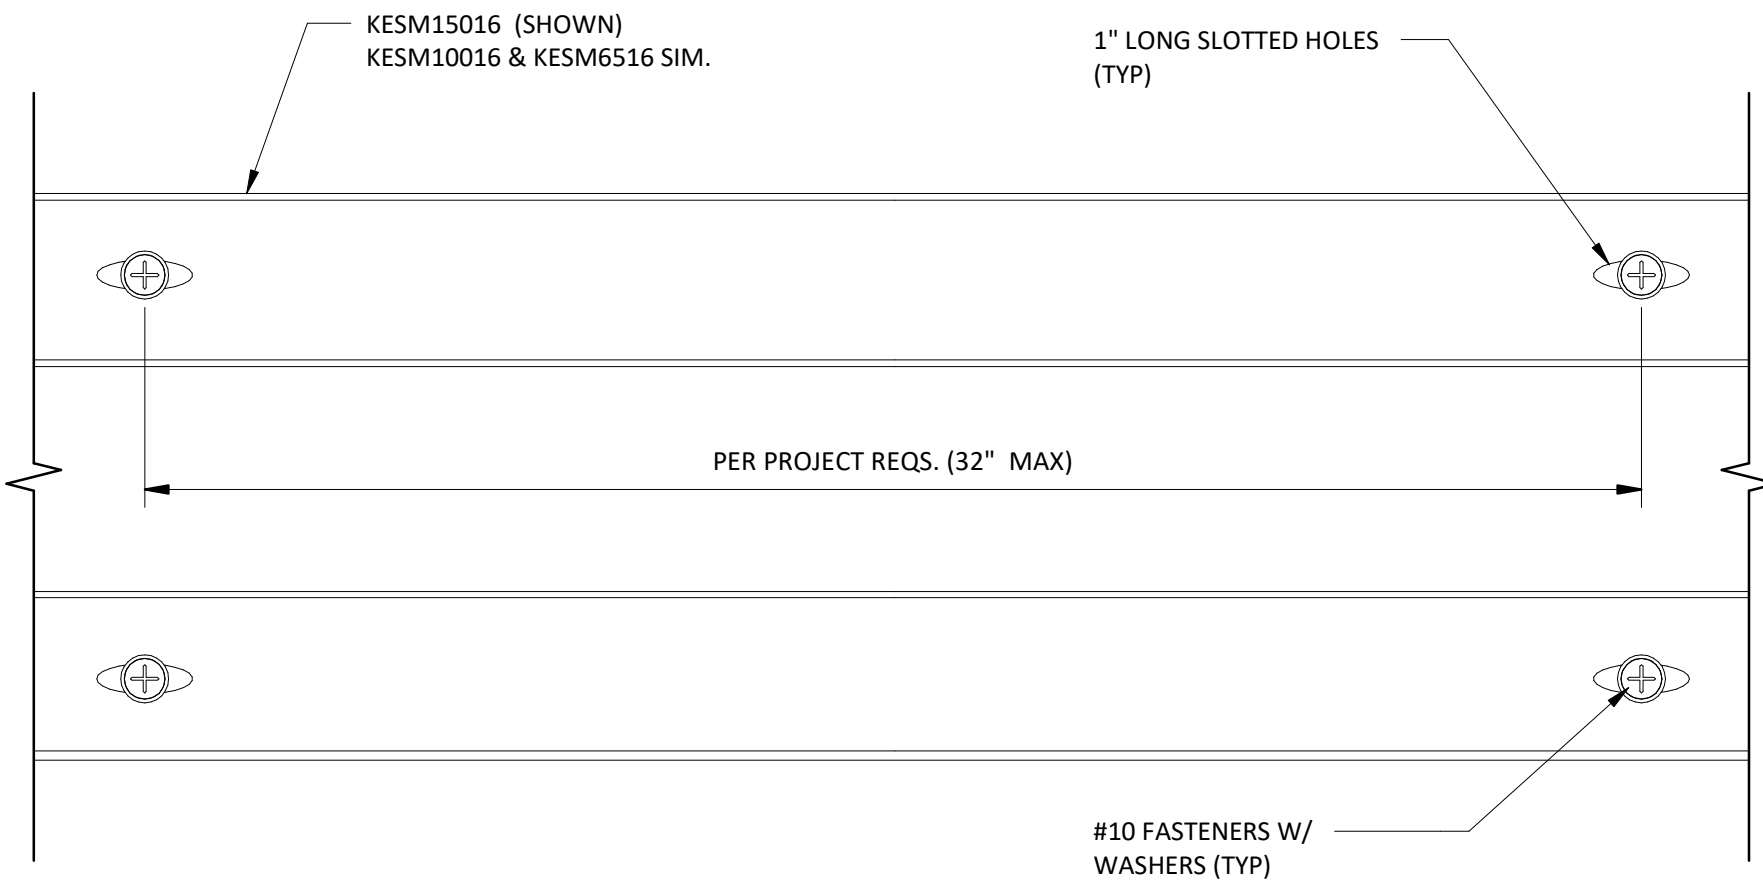 KESM15016 (SHOWN)
KESM10016 & KESM6516 SIM.
1" LONG SLOTTED HOLES
(TYP)
PER PROJECT REQS. (32" MAX)
#10 FASTENERS W/
WASHERS (TYP)